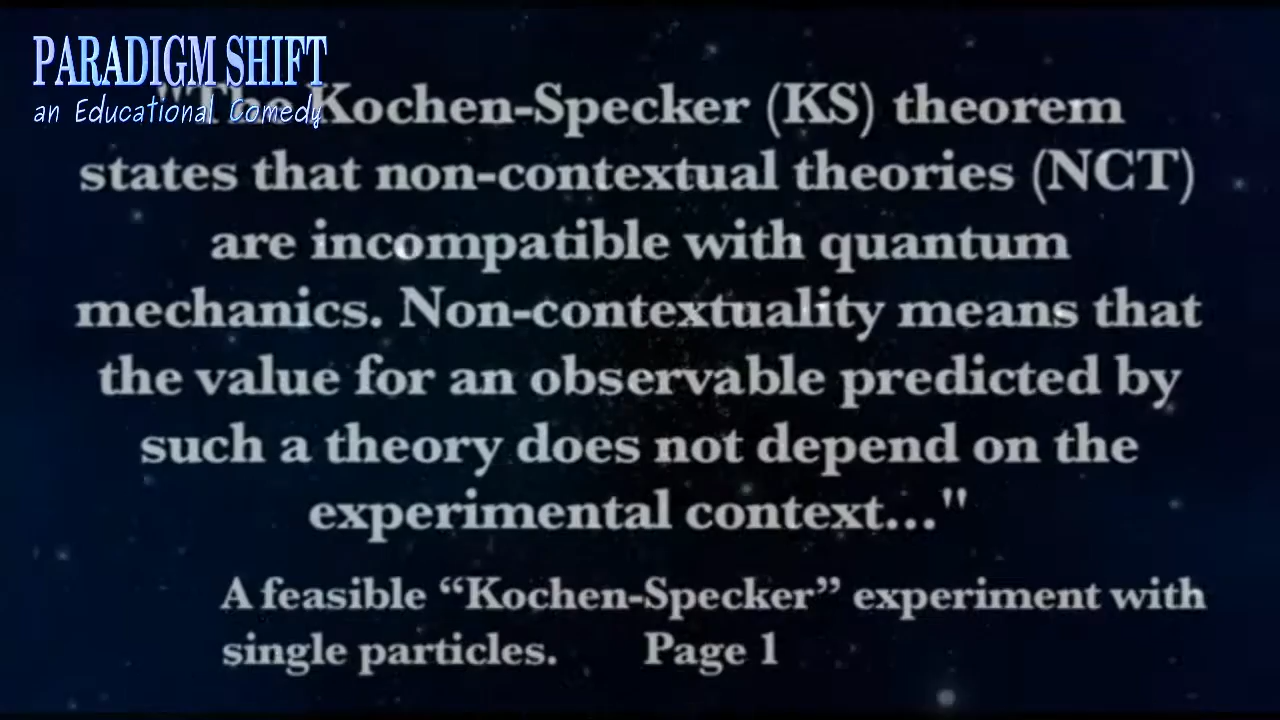 PARADIGM SHIFT
an Educational Comedy
Kochen-Specker (KS) theorem
states that non-contextual theories (NCT)
are incompatible with quantum
mechanics. Non-contextuality means that
the value for an observable predicted by
such a theory does not depend on the
experimental context..."
A feasible “Kochen-Specker” experiment with
single particles. Page 1